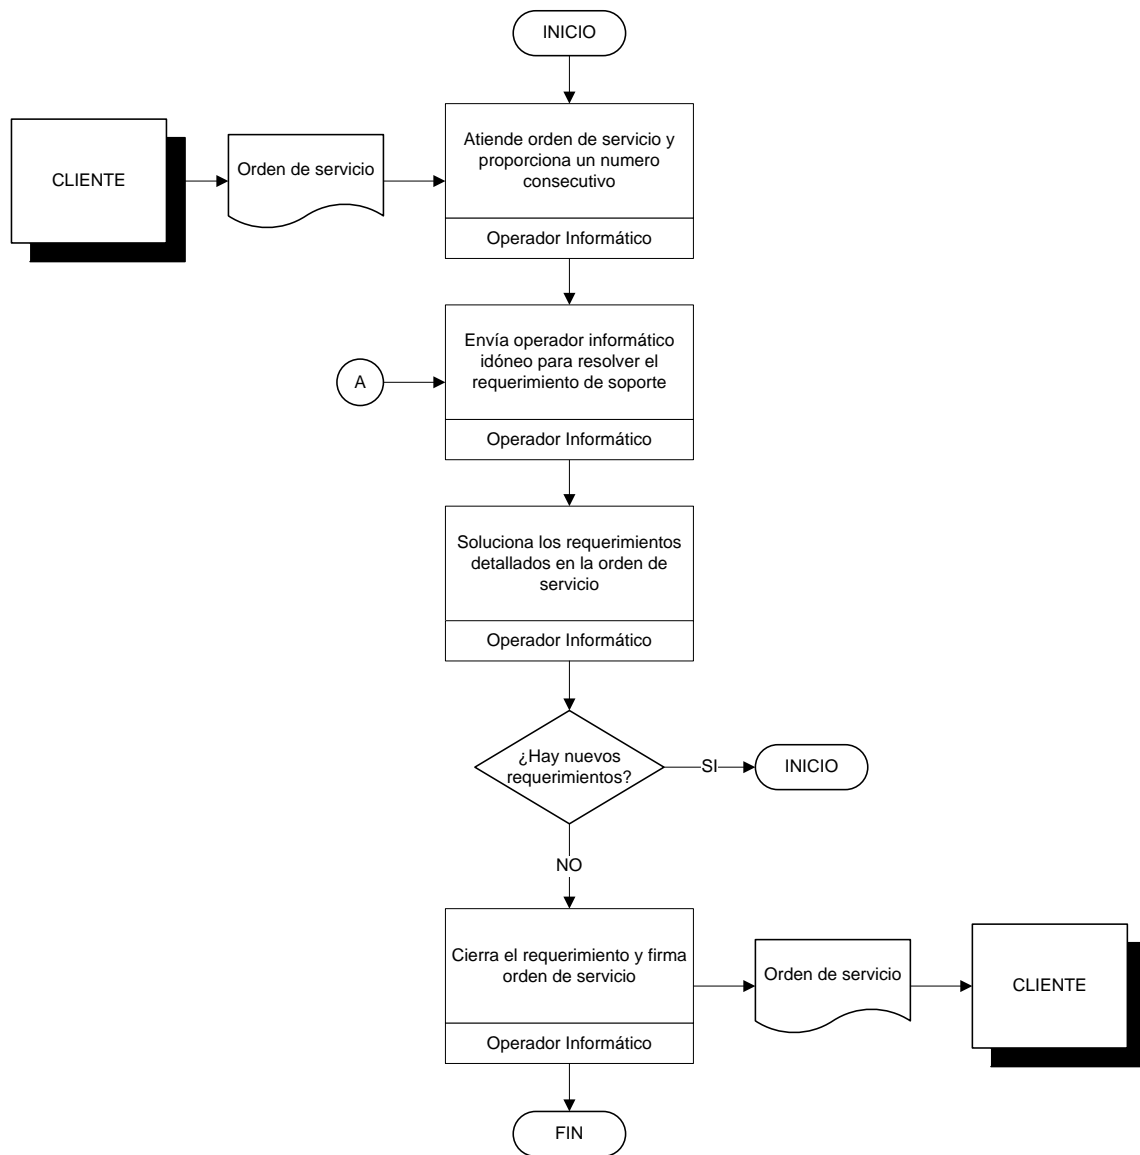 INICIO
CLIENTE
Orden de servicio
Atiende orden de servicio y
proporciona un numero
consecutivo
Operador Informático
A
Envía operador informático
idóneo para resolver el
requerimiento de soporte
Operador Informático
Soluciona los requerimientos
detallados en la orden de
servicio
Operador Informático
¿Hay nuevos
requerimientos?
SI
INICIO
NO
Cierra el requerimiento y firma
orden de servicio
Operador Informático
Orden de servicio
CLIENTE
FIN